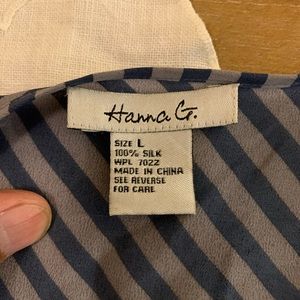 Hanna G.
SIZE L
100% SILK
WPL 7022
MADE IN CHINA
SEE REVERSE
FOR CARE